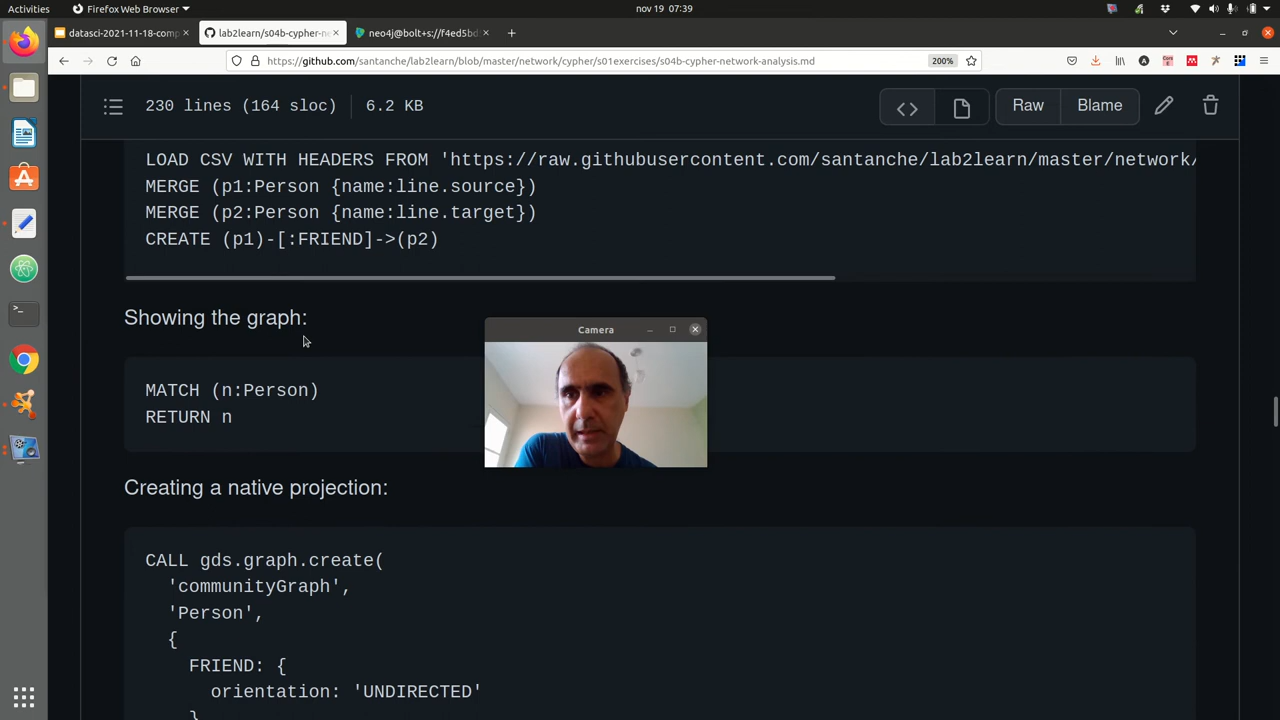 Activities
Firefox Web Browser
nov 19 07:39
datasci-2021-11-18-comp
lab2learn/s04b-cypher-ne
neo4j@bolt+s://f4ed5bd
https://github.com/santanche/lab2learn/blob/master/network/cypher/s01exercises/s04b-cypher-network-analysis.md
200%
230 lines (164 sloc) 6.2 KB
Raw
Blame
LOAD CSV WITH HEADERS FROM 'https://raw.githubusercontent.com/santanche/lab2learn/master/network/
MERGE (p1:Person {name:line.source})
MERGE (p2:Person {name:line.target})
CREATE (p1)-[:FRIEND]->(p2)
Showing the graph:
Camera
MATCH (n:Person)
RETURN n
Creating a native projection:
CALL gds.graph.create(
'communityGraph',
'Person',
{
FRIEND: {
orientation: 'UNDIRECTED'
}